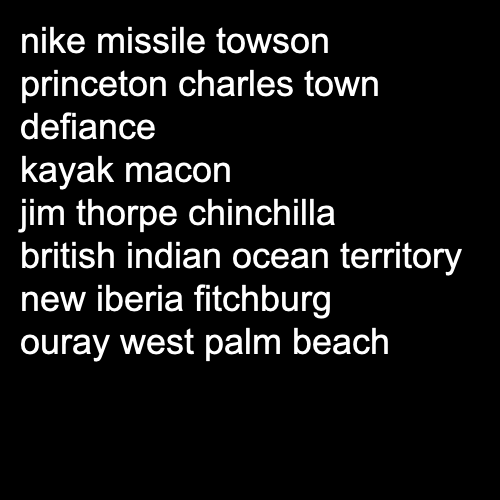 nike missile towson
princeton charles town
defiance
kayak macon
jim thorpe chinchilla
british indian ocean territory
new iberia fitchburg
ouray west palm beach